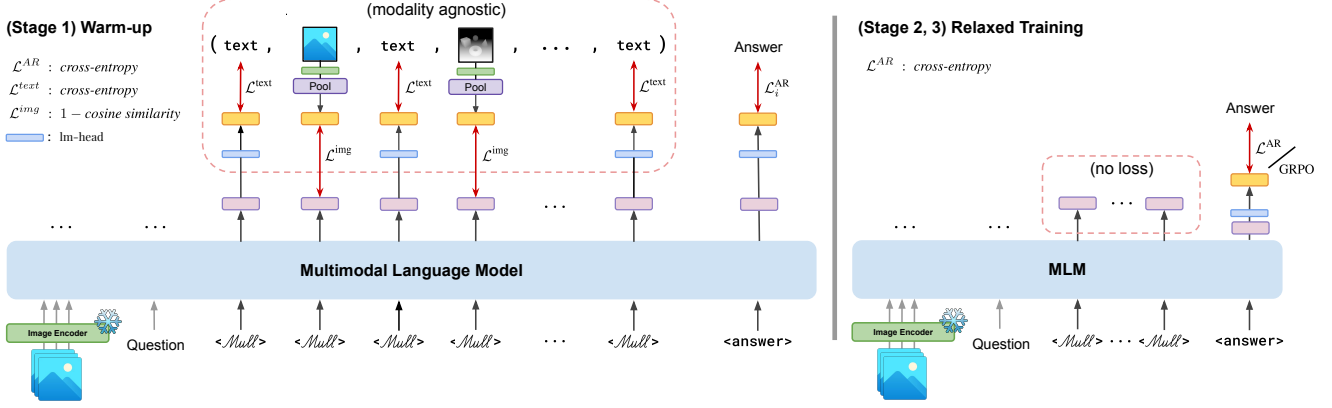 (Stage 1) Warm-up
ℒ^AR : cross-entropy
ℒ^text : cross-entropy
ℒ^img : 1 − cosine similarity
: lm-head
(modality agnostic)
( text , , text , , ... , text )
Answer
Pool
Pool
ℒ^text
ℒ^text
ℒ^text
ℒ_i^AR
ℒ^img
ℒ^img
...
... ...
Multimodal Language Model
Image Encoder
Question
<𝒩ull> <𝒩ull> <𝒩ull> <𝒩ull> ... <𝒩ull> <answer>
(Stage 2, 3) Relaxed Training
ℒ^AR : cross-entropy
Answer
ℒ^AR
GRPO
(no loss)
...
... ...
MLM
Image Encoder
Question
<𝒩ull> ... <𝒩ull> <answer>